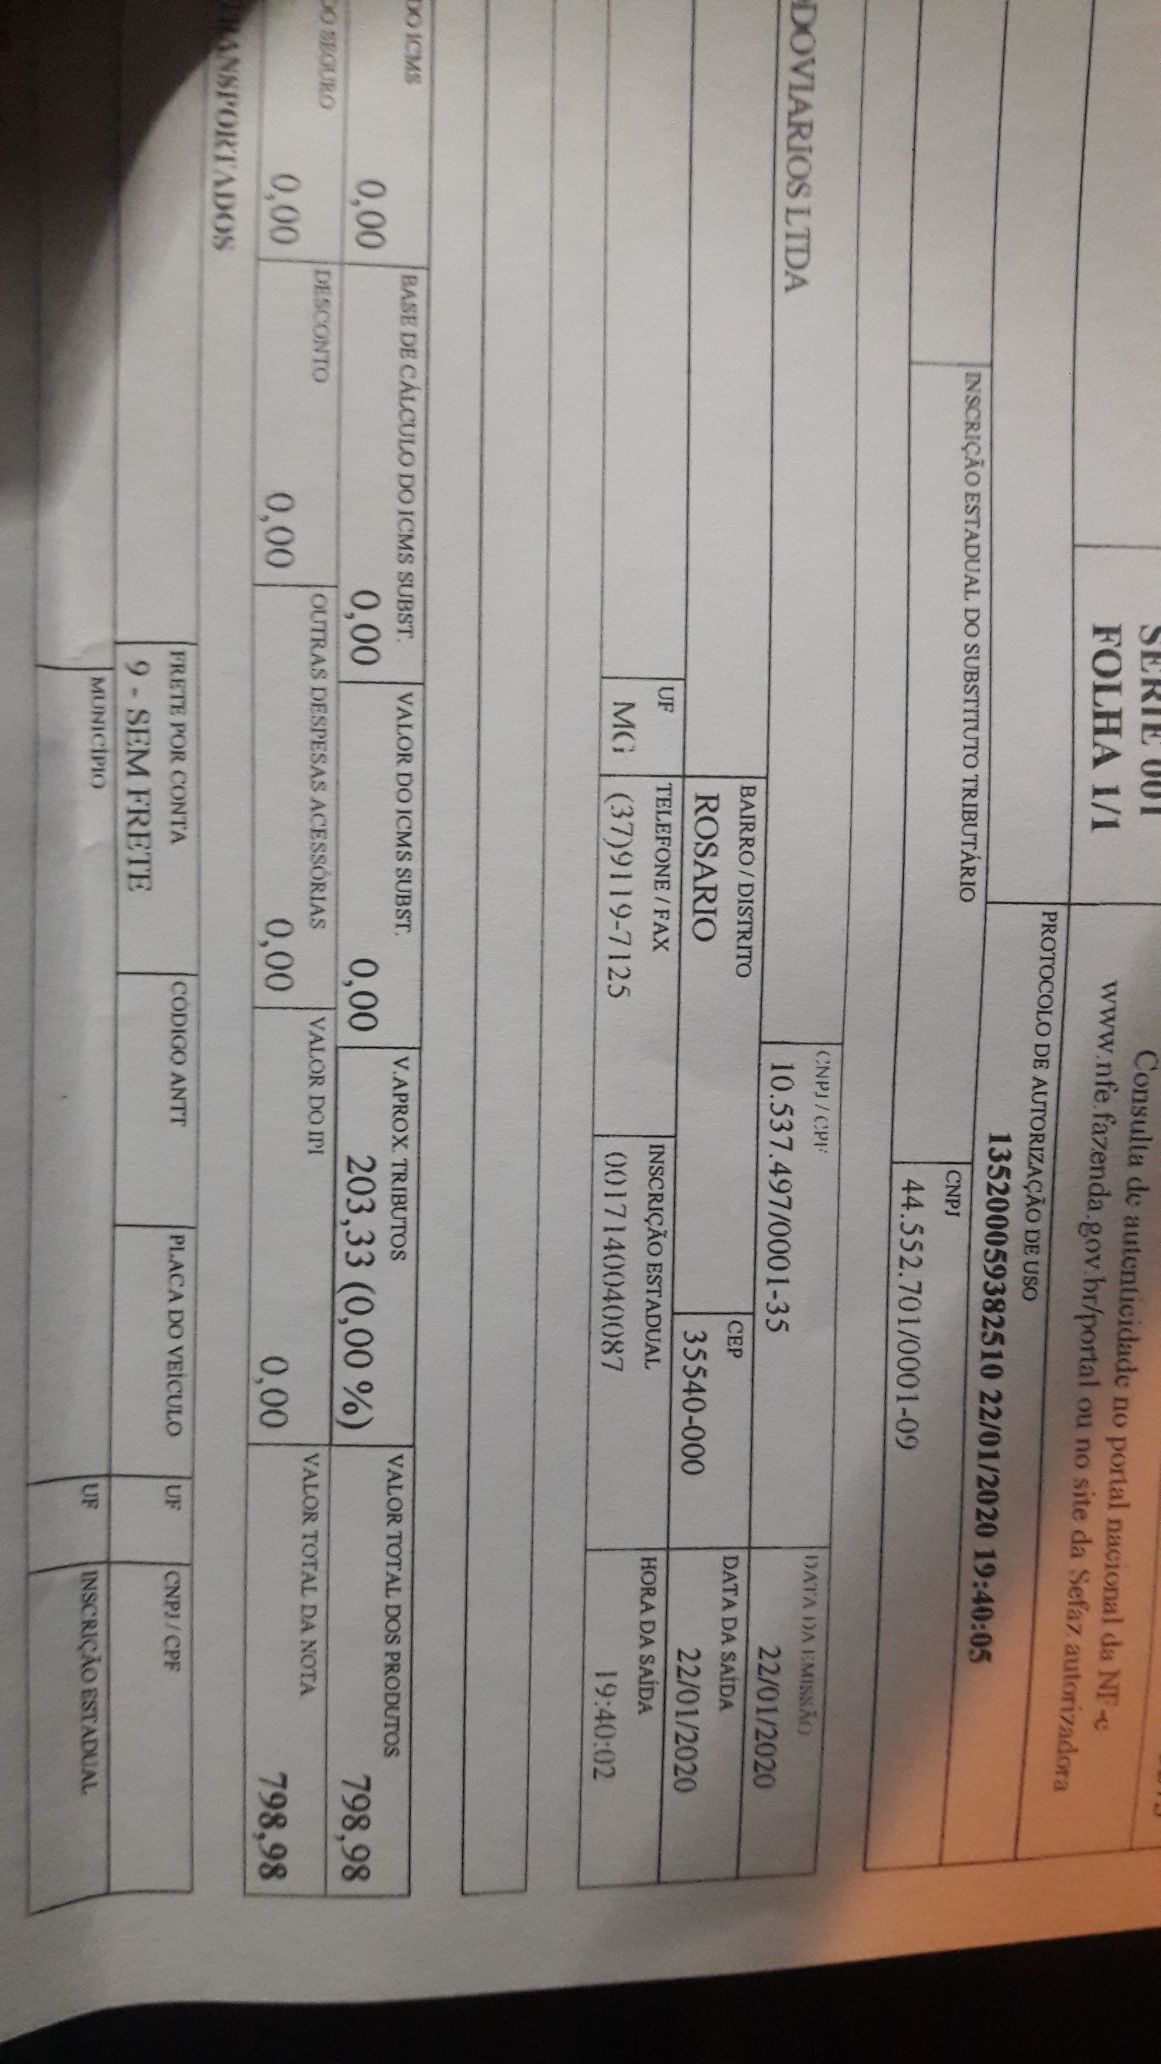 SÉRIE 001
FOLHA 1/1
Consulta de autenticidade no portal nacional da NF-e
www.nfe.fazenda.gov.br/portal ou no site da Sefaz autorizadora
PROTOCOLO DE AUTORIZAÇÃO DE USO
135200059382510 22/01/2020 19:40:05
INSCRIÇÃO ESTADUAL DO SUBSTITUTO TRIBUTÁRIO
CNPJ
44.552.701/0001-09
DOVIARIOS LTDA
CNPJ / CPF
10.537.497/0001-35
DATA DA EMISSÃO
22/01/2020
BAIRRO / DISTRITO
ROSARIO
CEP
35540-000
DATA DA SAÍDA
22/01/2020
UF
MG
TELEFONE / FAX
(37)9119-7125
INSCRIÇÃO ESTADUAL
0017140040087
HORA DA SAÍDA
19:40:02
DO ICMS
0,00
BASE DE CÁLCULO DO ICMS SUBST.
0,00
VALOR DO ICMS SUBST.
0,00
V.APROX. TRIBUTOS
203,33 (0,00 %)
VALOR TOTAL DOS PRODUTOS
798,98
DO SEGURO
0,00
DESCONTO
0,00
OUTRAS DESPESAS ACESSÓRIAS
0,00
VALOR DO IPI
0,00
VALOR TOTAL DA NOTA
798,98
RANSPORTADOS
FRETE POR CONTA
9 - SEM FRETE
CÓDIGO ANTT
PLACA DO VEÍCULO
UF
CNPJ / CPF
MUNICÍPIO
UF
INSCRIÇÃO ESTADUAL